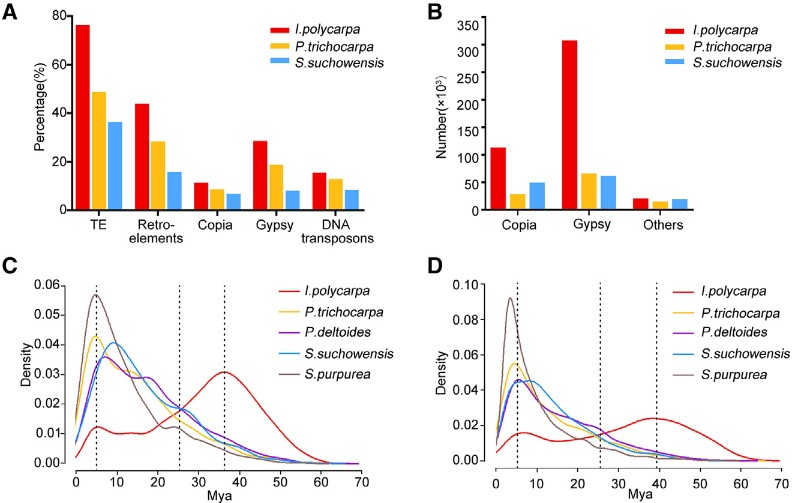 A
Percentage(%)
80
60
40
20
0
I.polycarpa
P.trichocarpa
S.suchowensis
TE
Retro-
elements
Copia
Gypsy
DNA
transposons
B
Number(×10³)
350
300
250
200
150
100
50
0
I.polycarpa
P.trichocarpa
S.suchowensis
Copia
Gypsy
Others
C
Density
0.06
0.05
0.04
0.03
0.02
0.01
0.00
I.polycarpa
P.trichocarpa
P.deltoides
S.suchowensis
S.purpurea
0 10 20 30 40 50 60 70
Mya
D
Density
0.10
0.08
0.06
0.04
0.02
0.00
I.polycarpa
P.trichocarpa
P.deltoides
S.suchowensis
S.purpurea
0 10 20 30 40 50 60 70
Mya